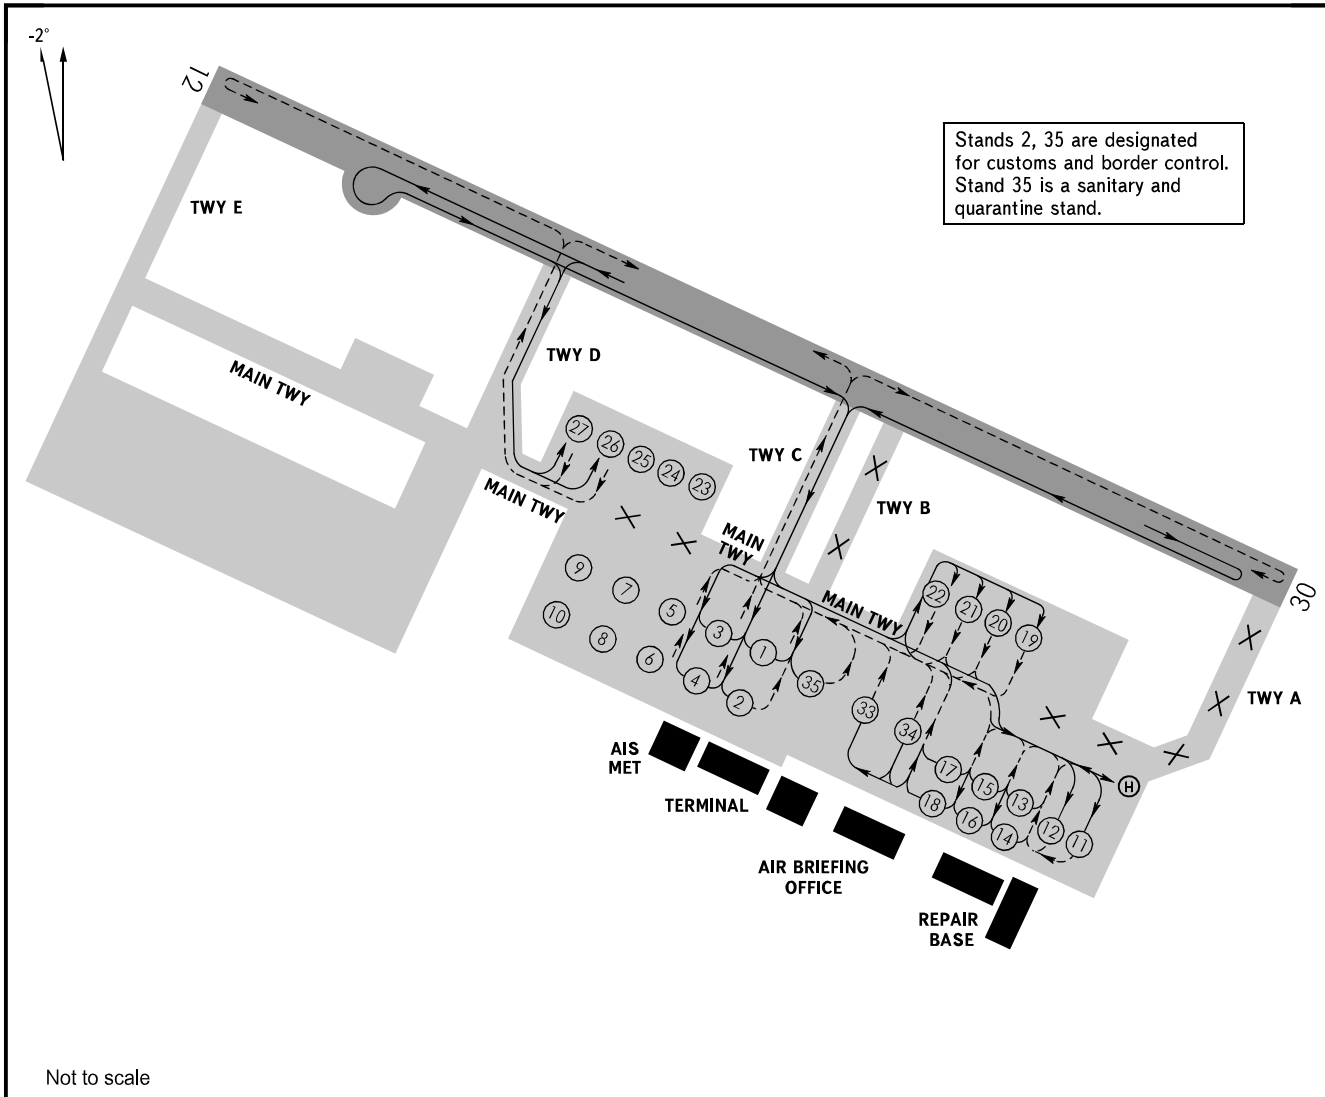 -2°
12
Stands 2, 35 are designated
for customs and border control.
Stand 35 is a sanitary and
quarantine stand.
TWY E
TWY D
MAIN TWY
27
26
25
24
23
TWY C
MAIN TWY
TWY B
MAIN
TWY
MAIN TWY
30
9
7
5
3
1
10
8
6
4
2
35
22
21
20
19
TWY A
33
34
17
15
13
18
16
14
12
11
H
AIS
MET
TERMINAL
AIR BRIEFING
OFFICE
REPAIR
BASE
Not to scale